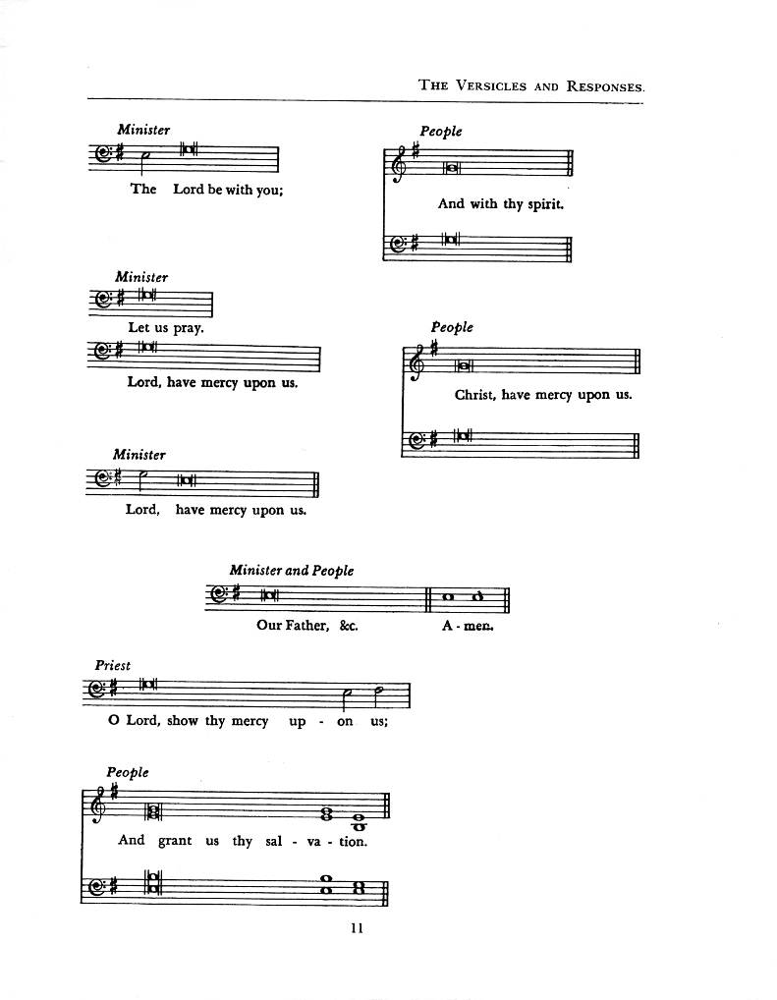 THE VERSICLES AND RESPONSES.
Minister
The Lord be with you;
People
And with thy spirit.
Minister
Let us pray.
Lord, have mercy upon us.
People
Christ, have mercy upon us.
Minister
Lord, have mercy upon us.
Minister and People
Our Father, &c. A - men.
Priest
O Lord, show thy mercy up - on us;
People
And grant us thy sal - va - tion.
11